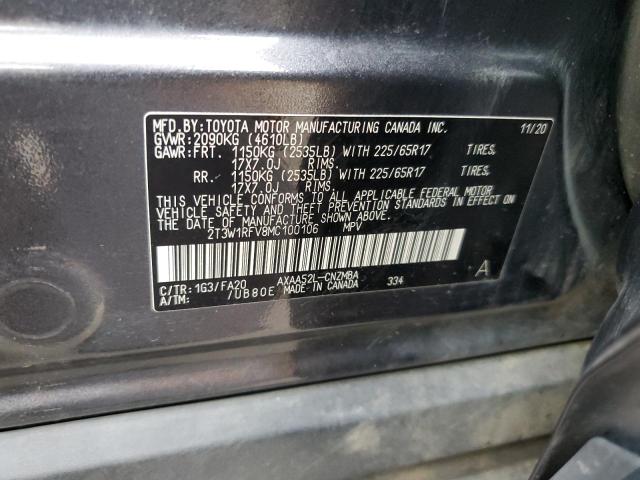 MFD.BY:TOYOTA MOTOR MANUFACTURING CANADA INC. 11/20
GVWR:2090KG (4610LB)
GAWR:FRT. 1150KG (2535LB) WITH 225/65R17 TIRES,
17X7.0J RIMS,
RR. 1150KG (2535LB) WITH 225/65R17 TIRES,
17X7.0J RIMS.
THIS VEHICLE CONFORMS TO ALL APPLICABLE FEDERAL MOTOR
VEHICLE SAFETY AND THEFT PREVENTION STANDARDS IN EFFECT ON
THE DATE OF MANUFACTURE SHOWN ABOVE.
2T3W1RFV8MC100106 MPV
C/TR:1G3/FA20 AXAA52L-CNZMBA 334 A
A/TM: /UB80E MADE IN CANADA